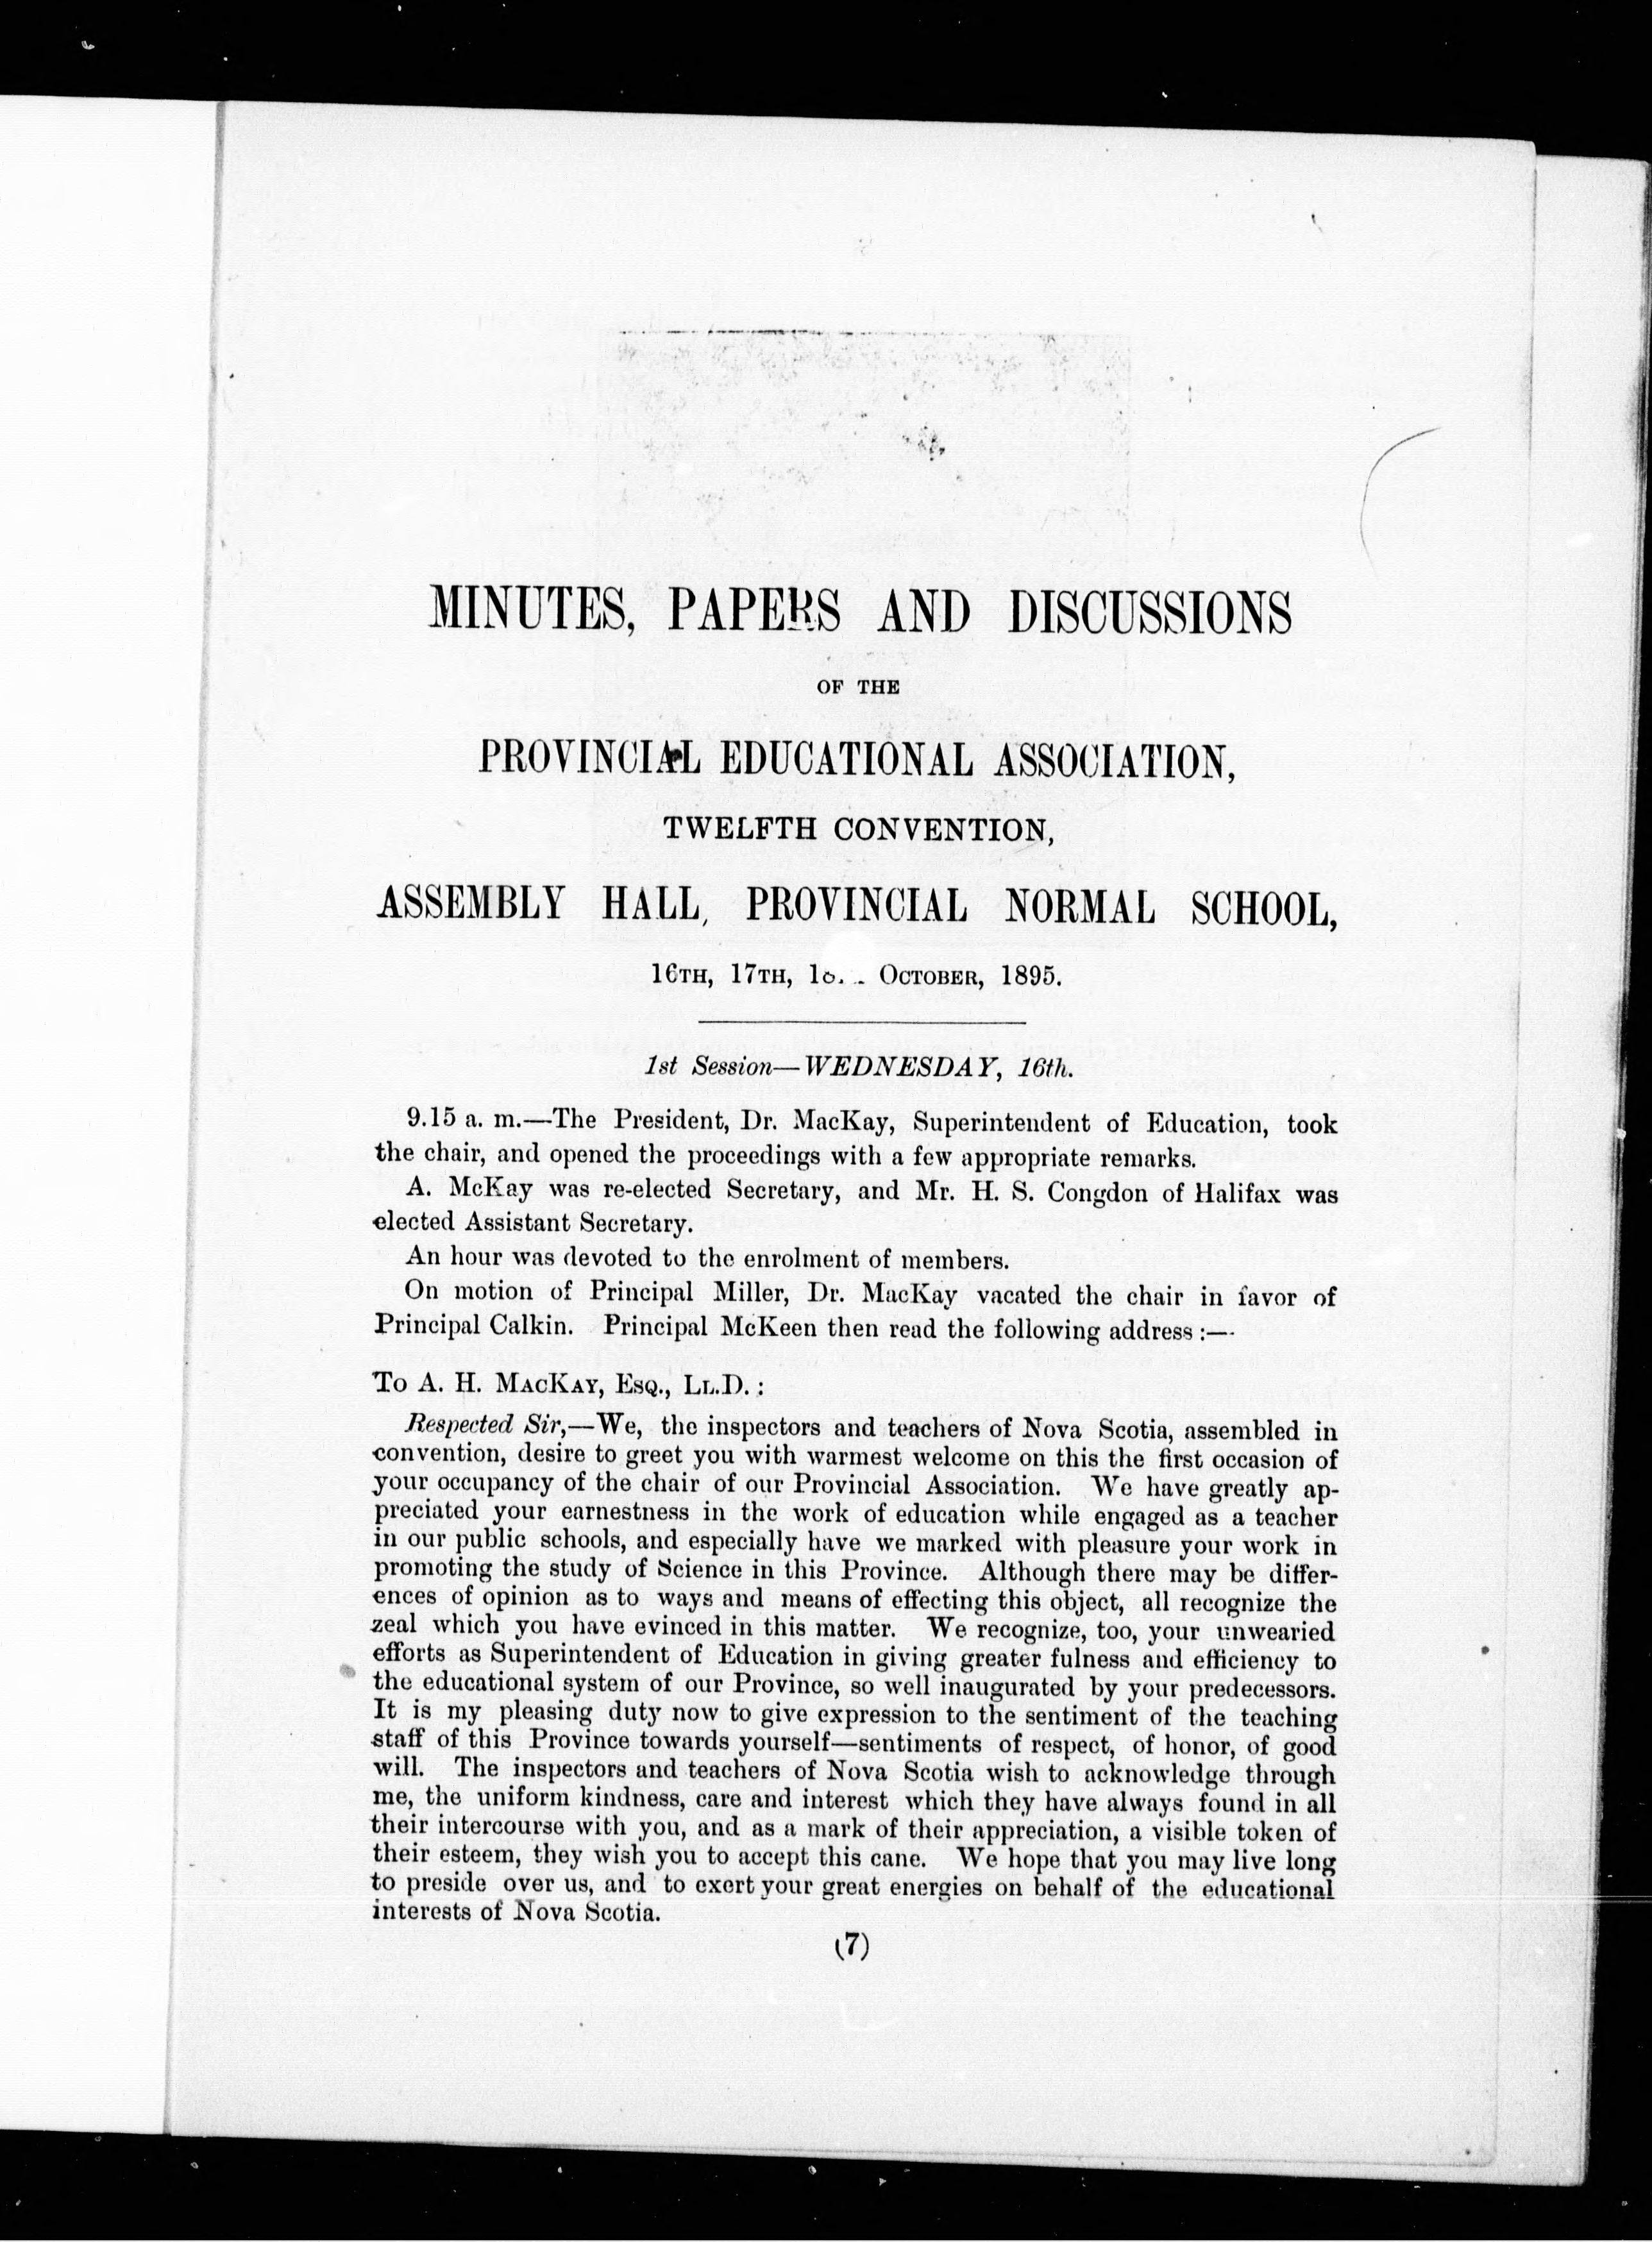 MINUTES, PAPERS AND DISCUSSIONS
OF THE
PROVINCIAL EDUCATIONAL ASSOCIATION,
TWELFTH CONVENTION,
ASSEMBLY HALL, PROVINCIAL NORMAL SCHOOL,
16TH, 17TH, OCTOBER, 1895.
1st Session—WEDNESDAY, 16th.
9.15 a. m.—The President, Dr. MacKay, Superintendent of Education, took
the chair, and opened the proceedings with a few appropriate remarks.
A. McKay was re-elected Secretary, and Mr. H. S. Congdon of Halifax was
elected Assistant Secretary.
An hour was devoted to the enrolment of members.
On motion of Principal Miller, Dr. MacKay vacated the chair in favor of
Principal Calkin. Principal McKeen then read the following address :—
To A. H. MacKay, Esq., Ll.D. :
Respected Sir,—We, the inspectors and teachers of Nova Scotia, assembled in
convention, desire to greet you with warmest welcome on this the first occasion of
your occupancy of the chair of our Provincial Association. We have greatly ap-
preciated your earnestness in the work of education while engaged as a teacher
in our public schools, and especially have we marked with pleasure your work in
promoting the study of Science in this Province. Although there may be differ-
ences of opinion as to ways and means of effecting this object, all recognize the
zeal which you have evinced in this matter. We recognize, too, your unwearied
efforts as Superintendent of Education in giving greater fulness and efficiency to
the educational system of our Province, so well inaugurated by your predecessors.
It is my pleasing duty now to give expression to the sentiment of the teaching
staff of this Province towards yourself—sentiments of respect, of honor, of good
will. The inspectors and teachers of Nova Scotia wish to acknowledge through
me, the uniform kindness, care and interest which they have always found in all
their intercourse with you, and as a mark of their appreciation, a visible token of
their esteem, they wish you to accept this cane. We hope that you may live long
to preside over us, and to exert your great energies on behalf of the educational
interests of Nova Scotia.
(7)